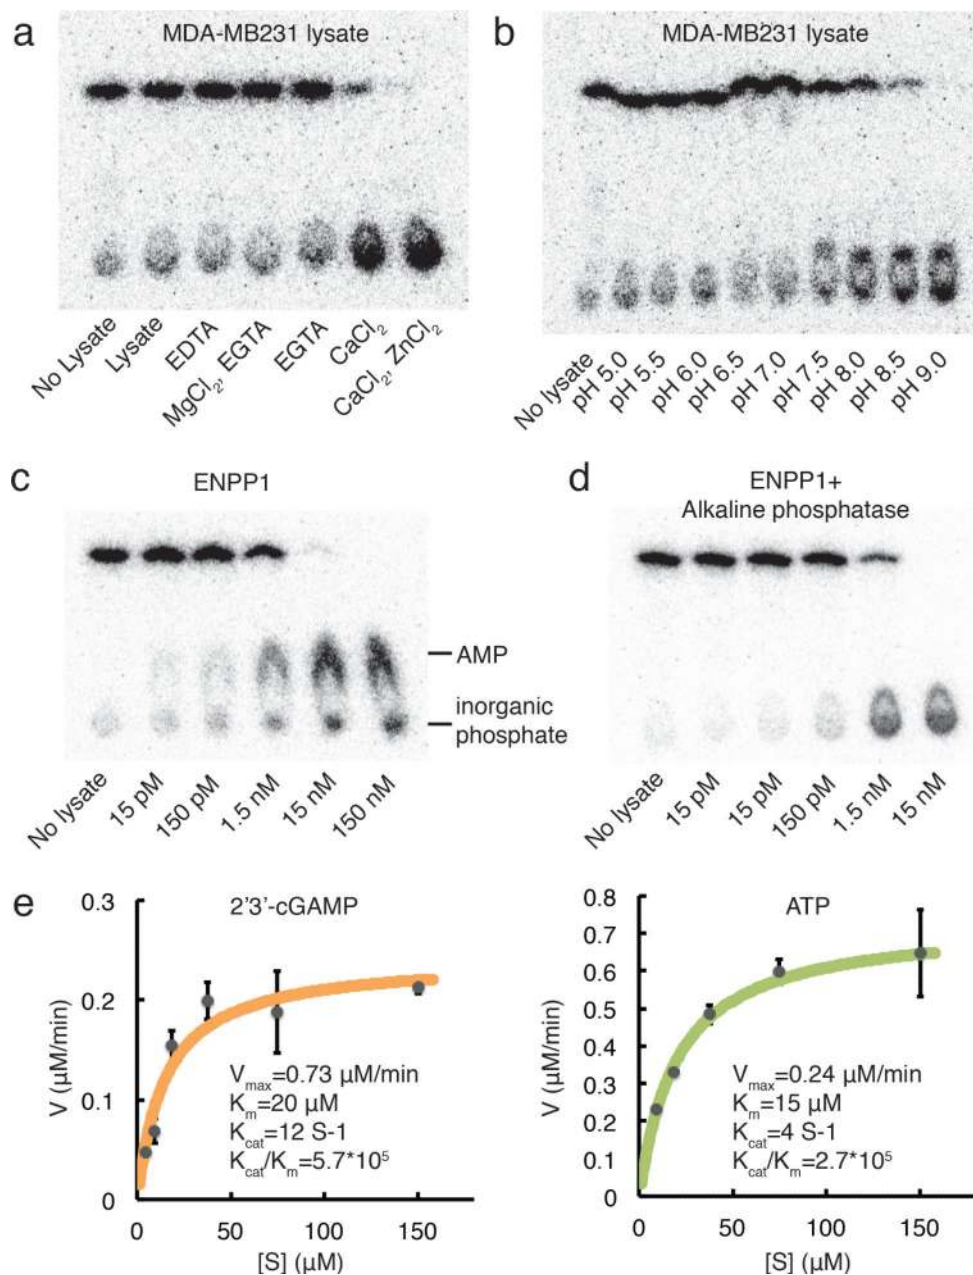 a
MDA-MB231 lysate
No Lysate
Lysate
EDTA
MgCl2, EGTA
EGTA
CaCl2
CaCl2, ZnCl2
b
MDA-MB231 lysate
No lysate
pH 5.0
pH 5.5
pH 6.0
pH 6.5
pH 7.0
pH 7.5
pH 8.0
pH 8.5
pH 9.0
c
ENPP1
AMP
inorganic
phosphate
No lysate
15 pM
150 pM
1.5 nM
15 nM
150 nM
d
ENPP1+
Alkaline phosphatase
No lysate
15 pM
15 pM
150 pM
1.5 nM
15 nM
e
2'3'-cGAMP
V (µM/min)
0.3
0.2
0.1
0
Vmax=0.73 µM/min
Km=20 µM
Kcat=12 S-1
Kcat/Km=5.7*10⁵
0 50 100 150
[S] (µM)
ATP
V (µM/min)
0.8
0.7
0.6
0.5
0.4
0.3
0.2
0.1
0
Vmax=0.24 µM/min
Km=15 µM
Kcat=4 S-1
Kcat/Km=2.7*10⁵
0 50 100 150
[S] (µM)